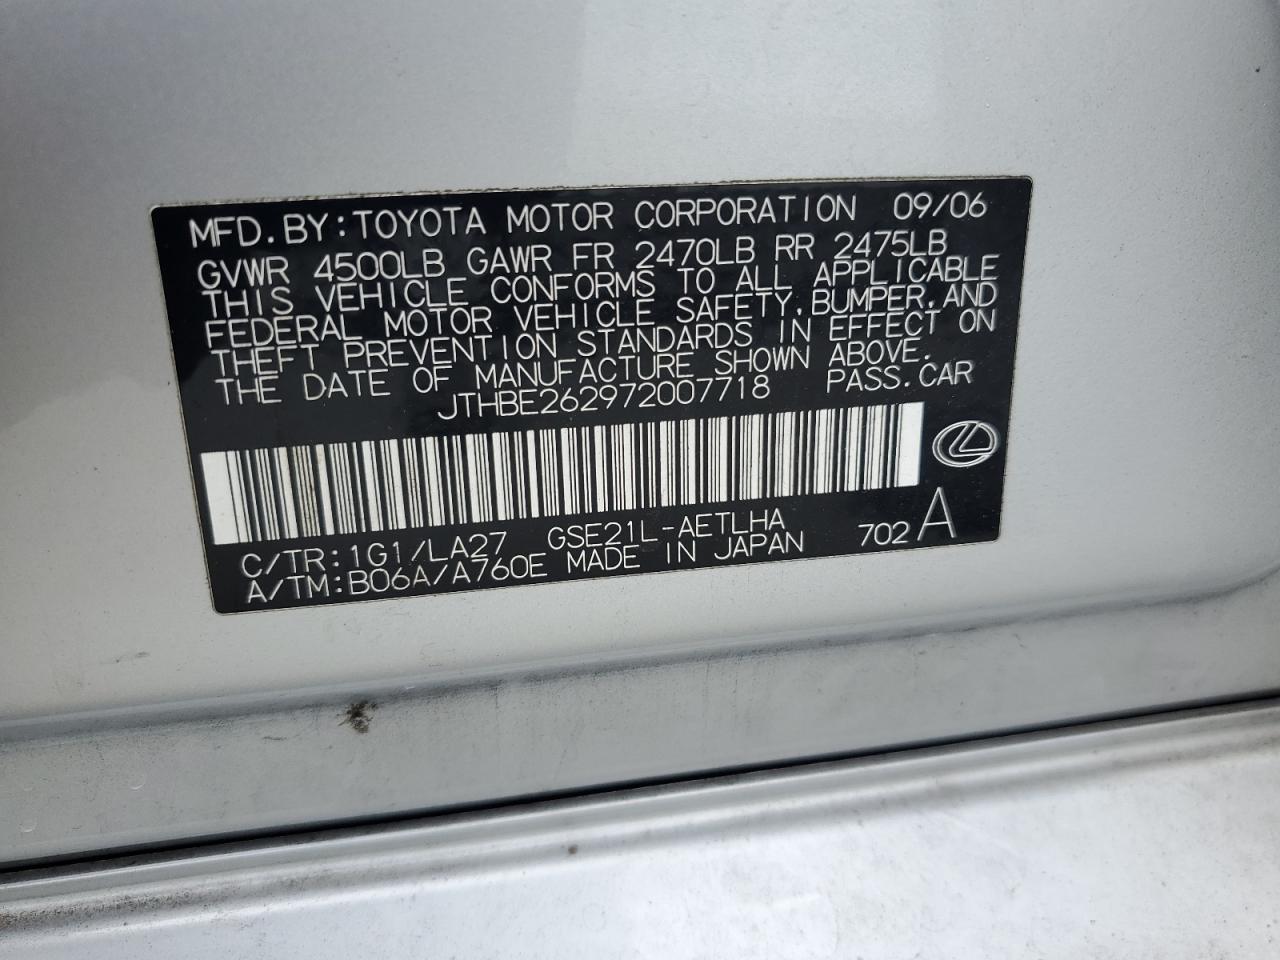 MFD.BY:TOYOTA MOTOR CORPORATION 09/06
GVWR 4500LB GAWR FR 2470LB RR 2475LB
THIS VEHICLE CONFORMS TO ALL APPLICABLE
FEDERAL MOTOR VEHICLE SAFETY,BUMPER,AND
THEFT PREVENTION STANDARDS IN EFFECT ON
THE DATE OF MANUFACTURE SHOWN ABOVE.
JTHBE262972007718 PASS.CAR
C/TR:1G1/LA27 GSE21L-AETLHA 702 A
A/TM:B06A/A760E MADE IN JAPAN